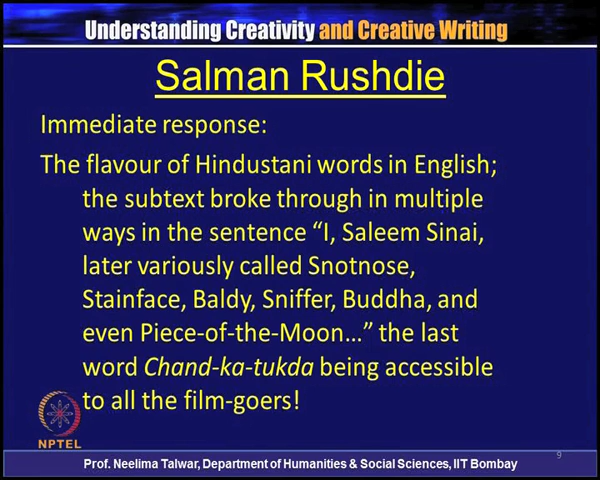 Understanding Creativity and Creative Writing
Salman Rushdie
Immediate response:
The flavour of Hindustani words in English;
the subtext broke through in multiple
ways in the sentence “I, Saleem Sinai,
later variously called Snotnose,
Stainface, Baldy, Sniffer, Buddha, and
even Piece-of-the-Moon…” the last
word Chand-ka-tukda being accessible
to all the film-goers!
NPTEL
9
Prof. Neelima Talwar, Department of Humanities & Social Sciences, IIT Bombay